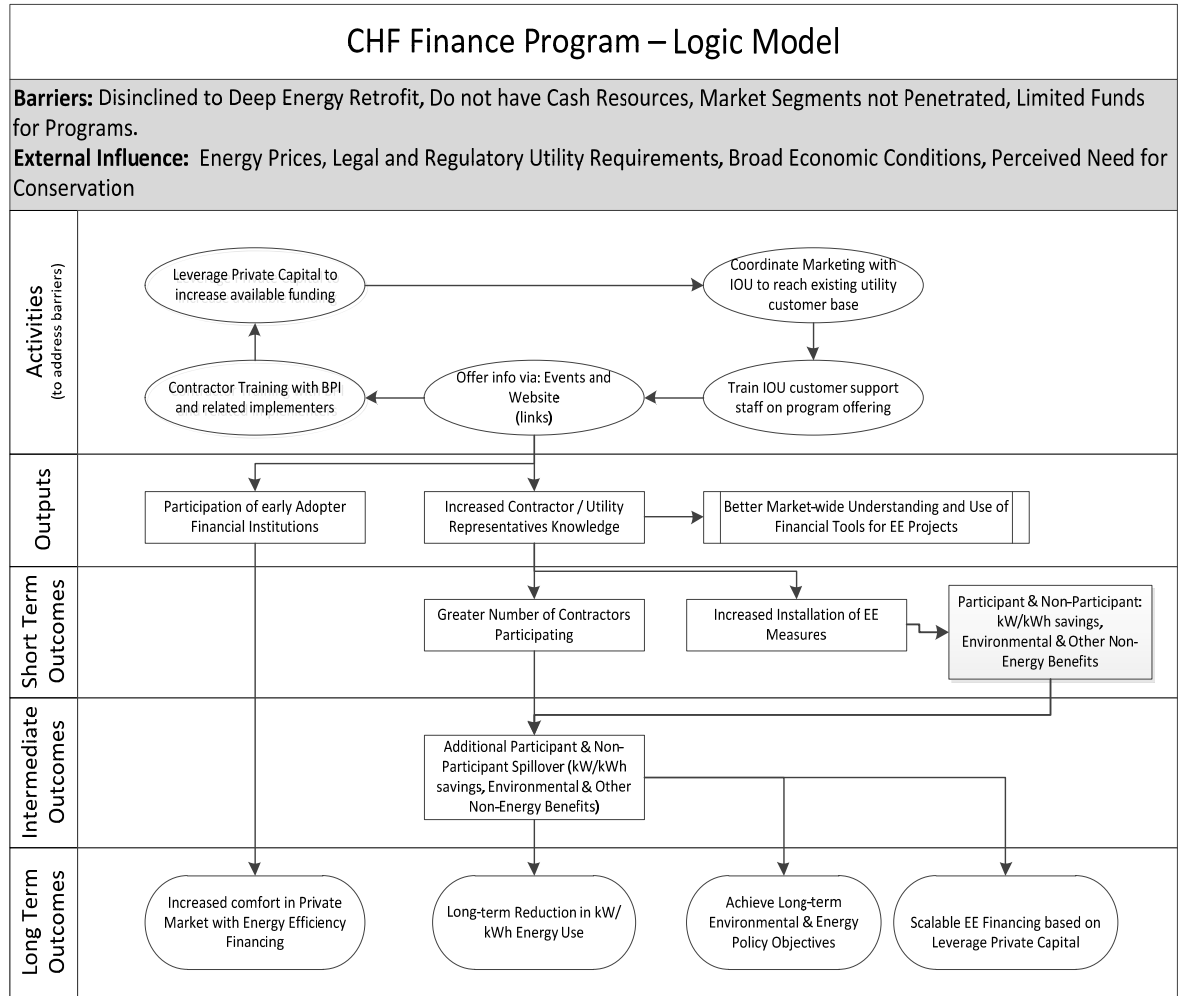 CHF Finance Program – Logic Model
Barriers: Disinclined to Deep Energy Retrofit, Do not have Cash Resources, Market Segments not Penetrated, Limited Funds
for Programs.
External Influence: Energy Prices, Legal and Regulatory Utility Requirements, Broad Economic Conditions, Perceived Need for
Conservation
Activities
(to address barriers)
Leverage Private Capital to
increase available funding
Coordinate Marketing with
IOU to reach existing utility
customer base
Contractor Training with BPI
and related implementers
Offer info via: Events and
Website
(links)
Train IOU customer support
staff on program offering
Outputs
Participation of early Adopter
Financial Institutions
Increased Contractor / Utility
Representatives Knowledge
Better Market-wide Understanding and Use of
Financial Tools for EE Projects
Short Term
Outcomes
Greater Number of Contractors
Participating
Increased Installation of EE
Measures
Participant & Non-Participant:
kW/kWh savings,
Environmental & Other Non-
Energy Benefits
Intermediate
Outcomes
Additional Participant & Non-
Participant Spillover (kW/kWh
savings, Environmental & Other
Non-Energy Benefits)
Long Term
Outcomes
Increased comfort in Private
Market with Energy Efficiency
Financing
Long-term Reduction in kW/
kWh Energy Use
Achieve Long-term
Environmental & Energy
Policy Objectives
Scalable EE Financing based on
Leverage Private Capital